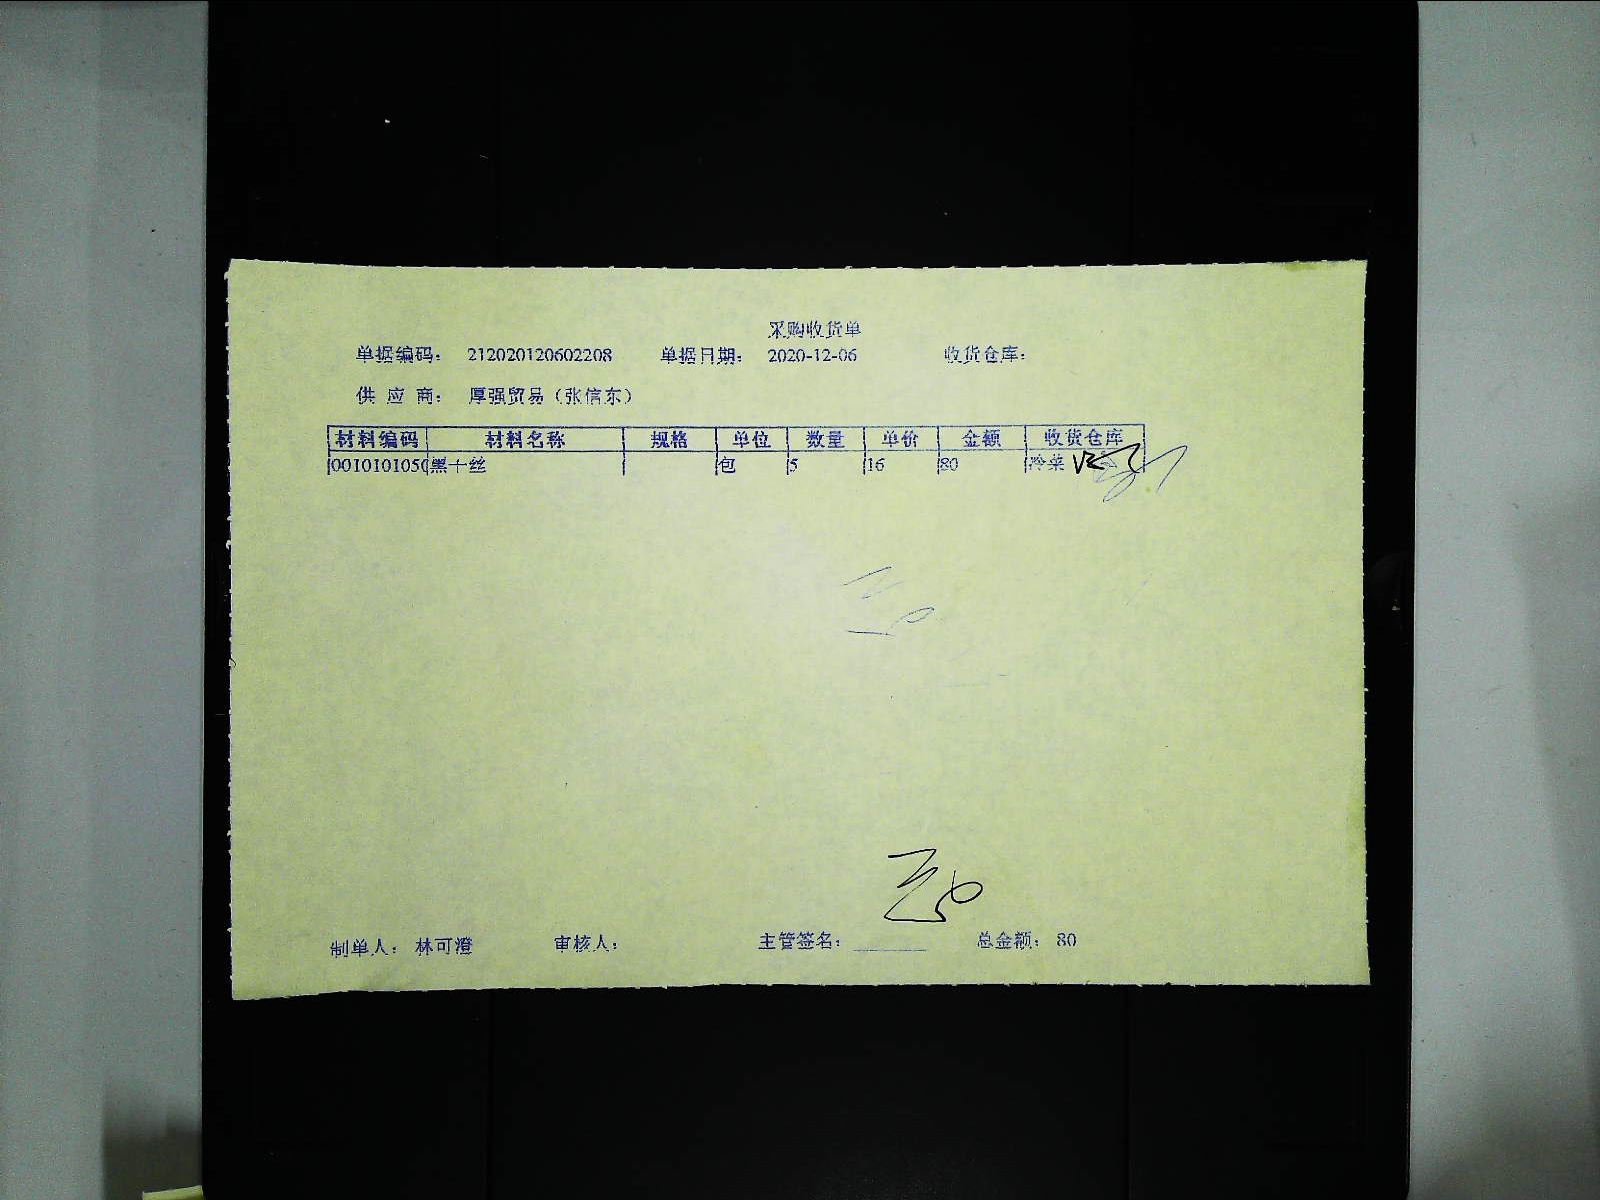 采购收货单
单据编码： 212020120602208 单据日期： 2020-12-06 收货仓库：
供 应 商： 厚强贸易（张信东）
材料编码 材料名称 规格 单位 数量 单价 金额 收货仓库
0010101050 黑十丝 包 5 16 80 冷菜
制单人： 林可澄 审核人： 主管签名： 总金额： 80